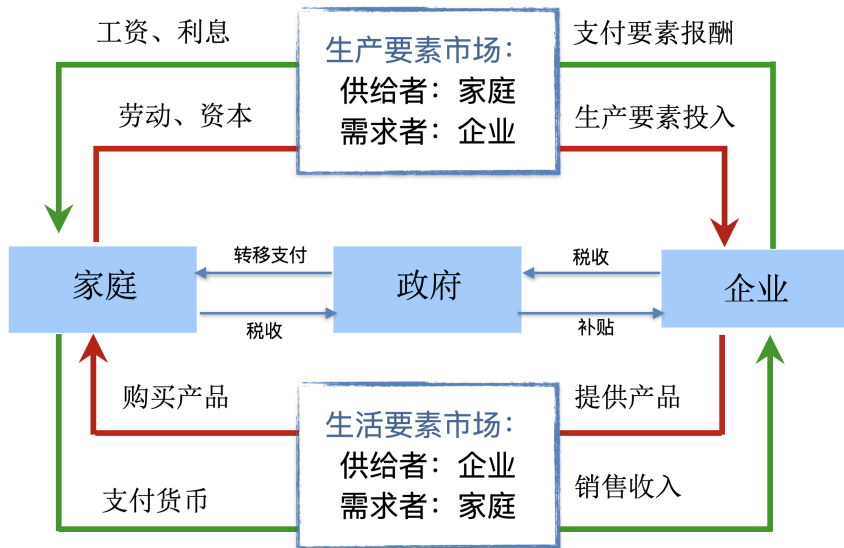 工资、利息
生产要素市场：
供给者：家庭
需求者：企业
支付要素报酬
劳动、资本
生产要素投入
家庭
转移支付
税收
政府
税收
补贴
企业
购买产品
生活要素市场：
供给者：企业
需求者：家庭
提供产品
支付货币
销售收入